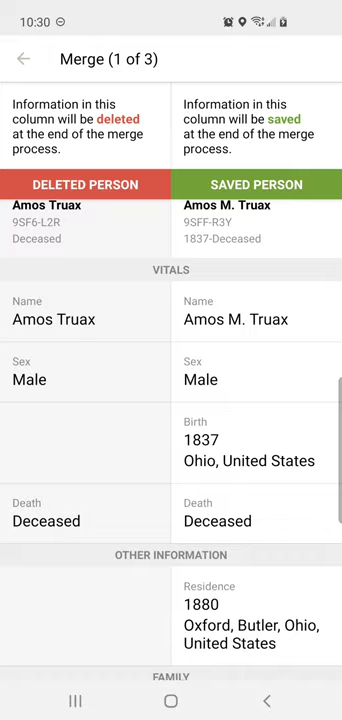 10:30
Merge (1 of 3)
Information in this
column will be deleted
at the end of the merge
process.
Information in this
column will be saved
at the end of the merge
process.
DELETED PERSON
SAVED PERSON
Amos Truax
9SF6-L2R
Deceased
Amos M. Truax
9SFF-R3Y
1837-Deceased
VITALS
Name
Amos Truax
Name
Amos M. Truax
Sex
Male
Sex
Male
Birth
1837
Ohio, United States
Death
Deceased
Death
Deceased
OTHER INFORMATION
Residence
1880
Oxford, Butler, Ohio,
United States
FAMILY